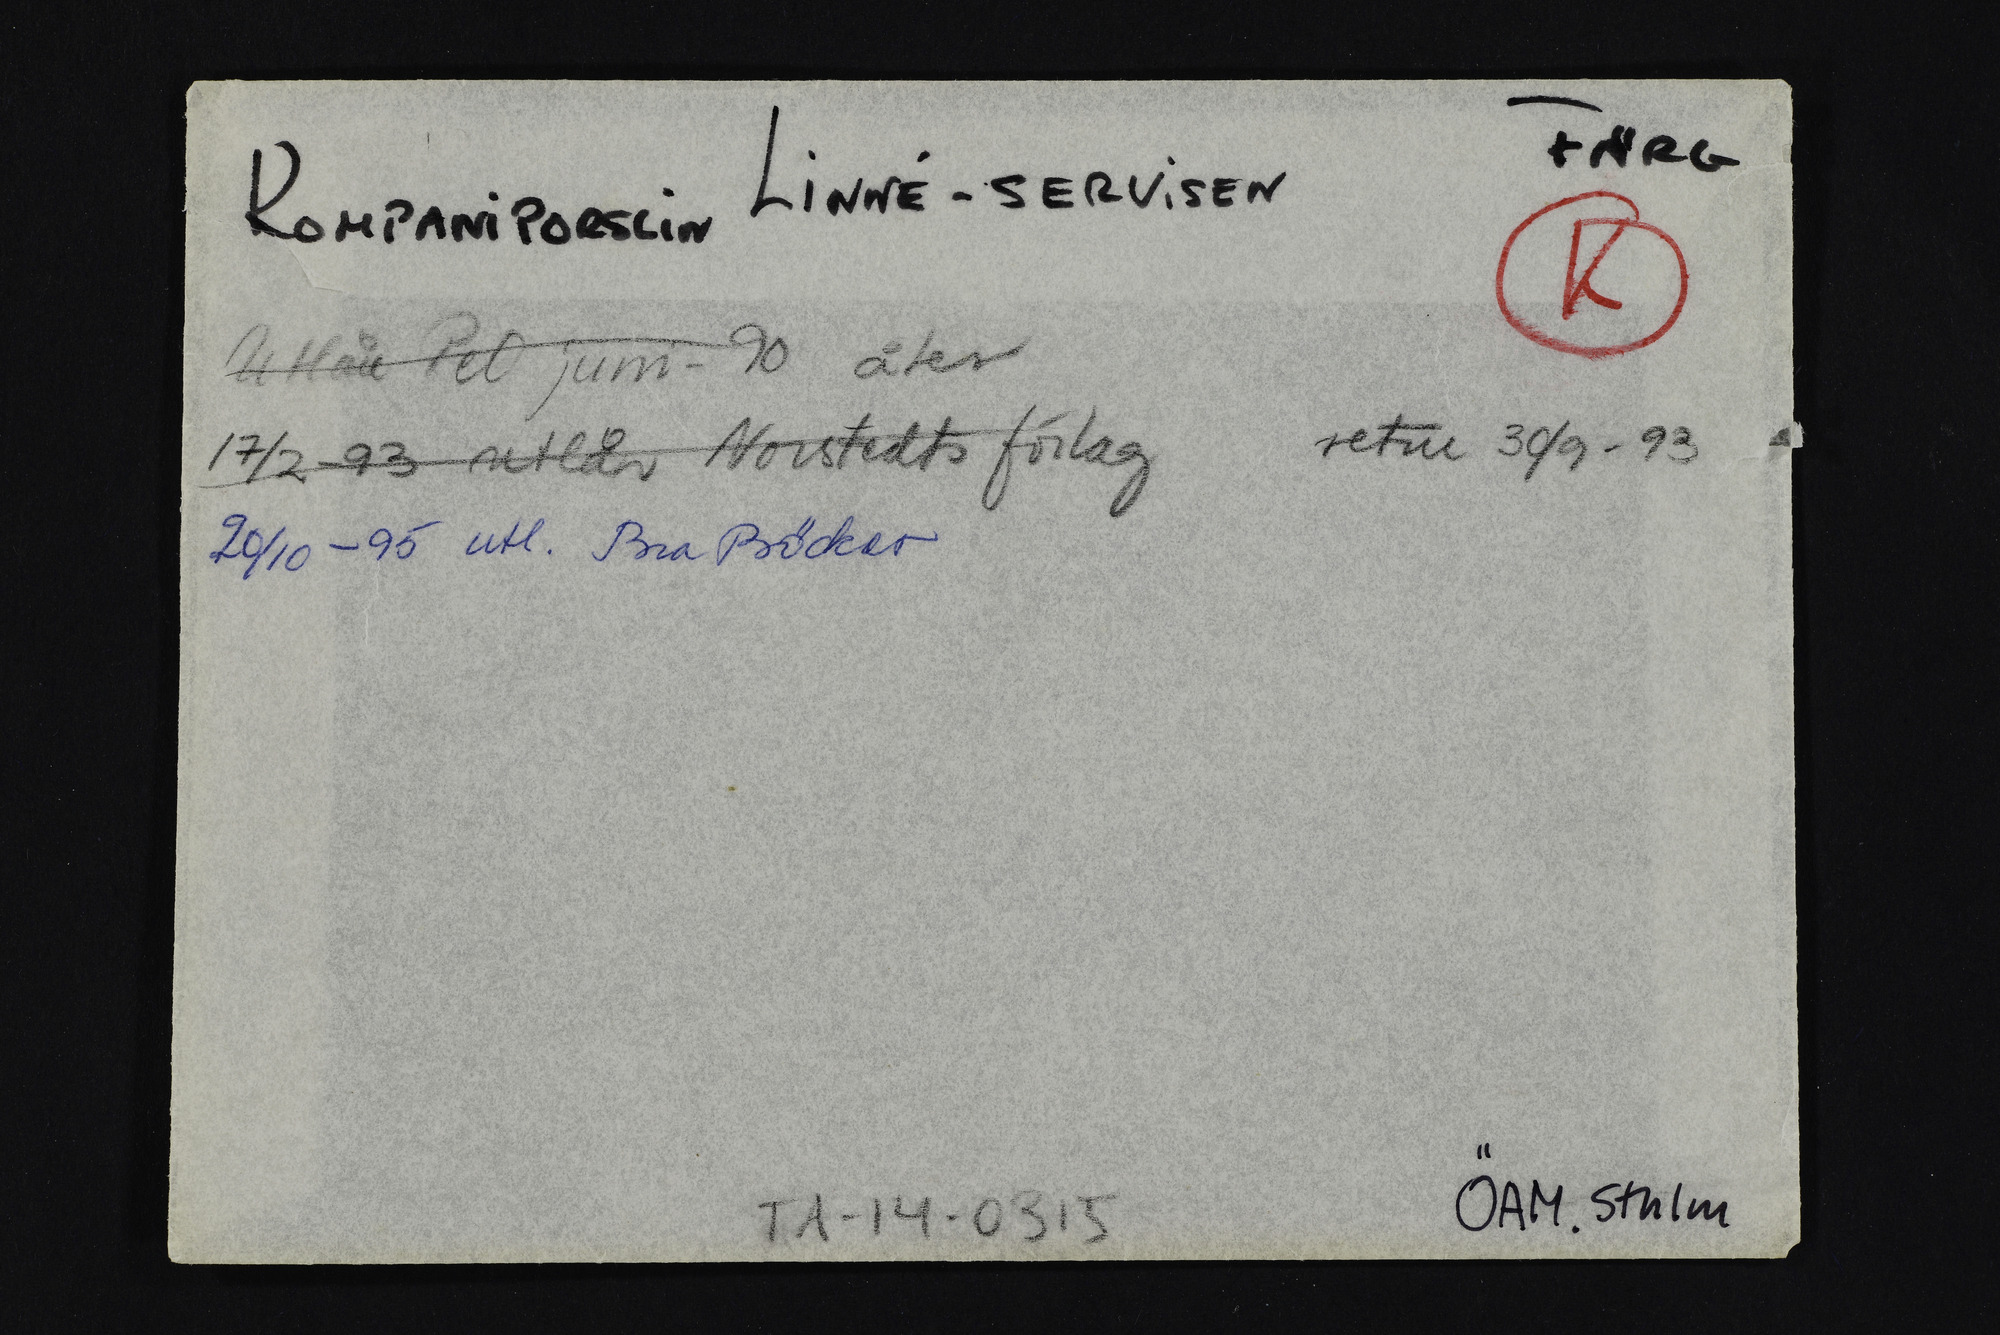 KOMPANIPORSLIN LINNÉ-SERVISEN
FÄRG
K
Utlån Pel juni-90 åter
17/2-93 utlån Norstedts förlag retur 30/9-93
20/10-95 utl. Bra Böcker
TA-14-0315
ÖAM. Sthlm